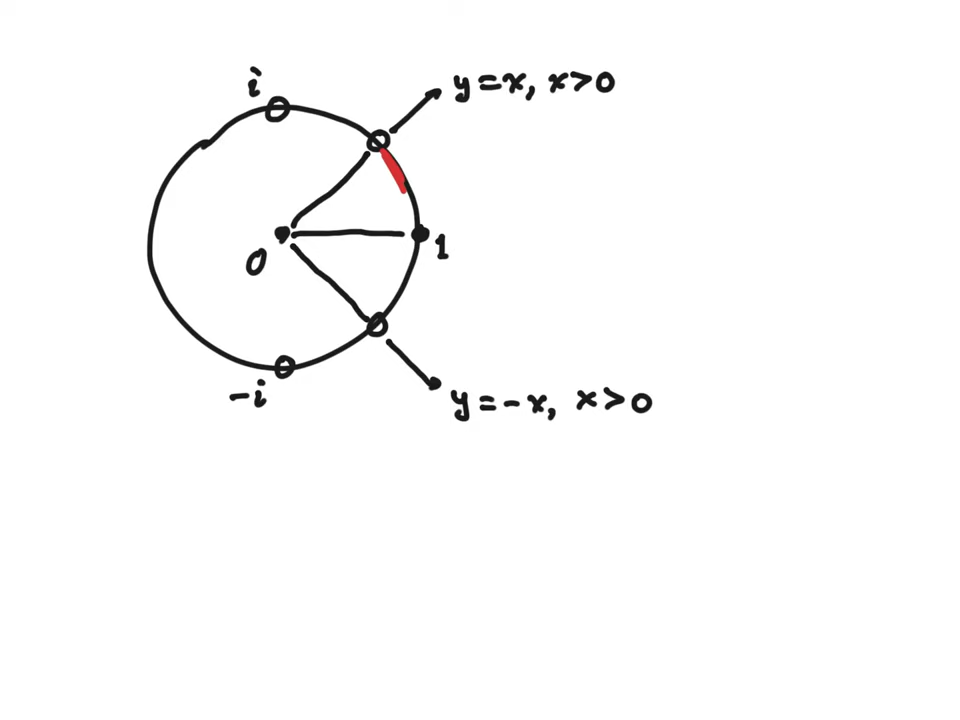 i
y=x, x>0
0
1
-i
y=-x, x>0